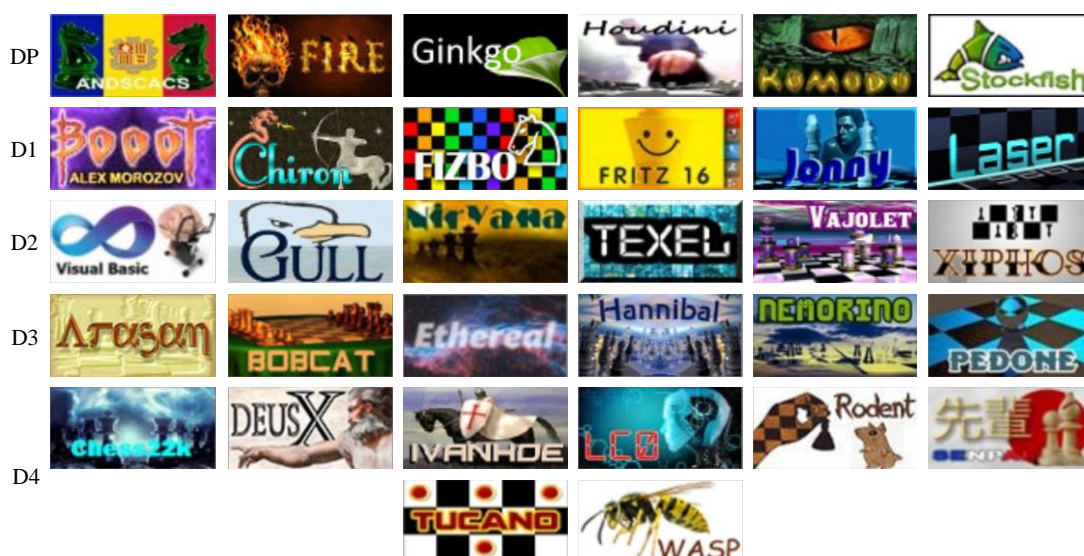 DP
ANDSCACS
FIRE
Ginkgo
Houdini
KOMODO
Stockfish
D1
BOOOT
ALEX MOROZOV
Chiron
FIZBO
FRITZ 16
Jonny
Laser
D2
Visual Basic
GULL
NirVana
TEXEL
VAJOLET
XIPHOS
D3
Arasan
BOBCAT
Ethereal
Hannibal
NEMORINO
PEDONE
D4
Chess22k
DEUSX
IVANHOE
LC0
Rodent
先輩
SENPAI
TUCANO
WASP